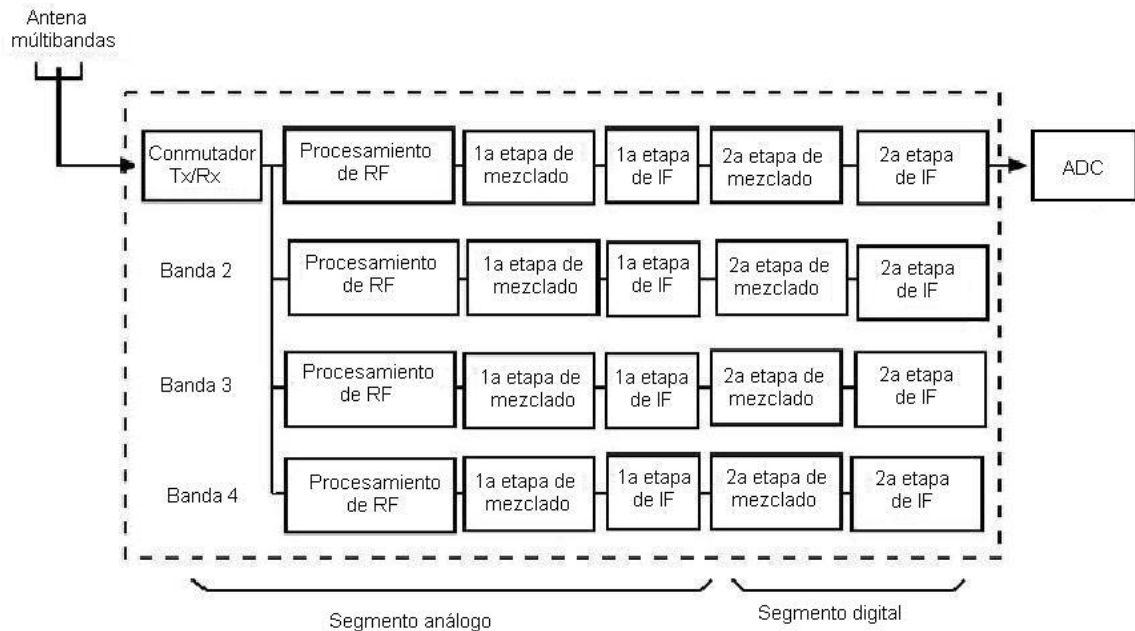 Antena
múltibandas
Conmutador
Tx/Rx
Procesamiento
de RF
1a etapa de
mezclado
1a etapa
de IF
2a etapa de
mezclado
2a etapa
de IF
ADC
Banda 2
Procesamiento
de RF
1a etapa de
mezclado
1a etapa
de IF
2a etapa de
mezclado
2a etapa
de IF
Banda 3
Procesamiento
de RF
1a etapa de
mezclado
1a etapa
de IF
2a etapa de
mezclado
2a etapa
de IF
Banda 4
Procesamiento
de RF
1a etapa de
mezclado
1a etapa
de IF
2a etapa de
mezclado
2a etapa
de IF
Segmento análogo
Segmento digital